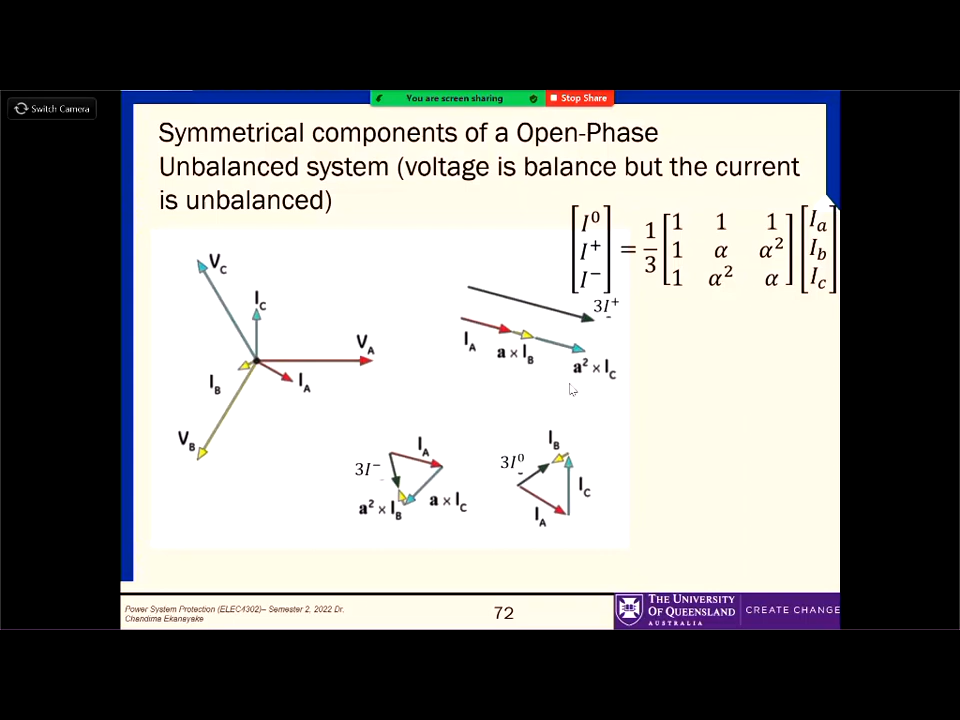 Switch Camera
You are screen sharing
Stop Share
Symmetrical components of a Open-Phase
Unbalanced system (voltage is balance but the current
is unbalanced)
[I⁰ I⁺ I⁻] = 1/3 [1 1 1; 1 α α²; 1 α² α] [Iₐ I_b I_c]
V_C
I_C
V_A
I_A
I_B
V_B
3I⁺
I_A
a × I_B
a² × I_C
3I⁻
I_A
a² × I_B
a × I_C
3I⁰
I_B
I_C
I_A
Power System Protection (ELEC4302)– Semester 2, 2022 Dr.
Chandima Ekanayake
72
THE UNIVERSITY
OF QUEENSLAND
AUSTRALIA
CREATE CHANGE